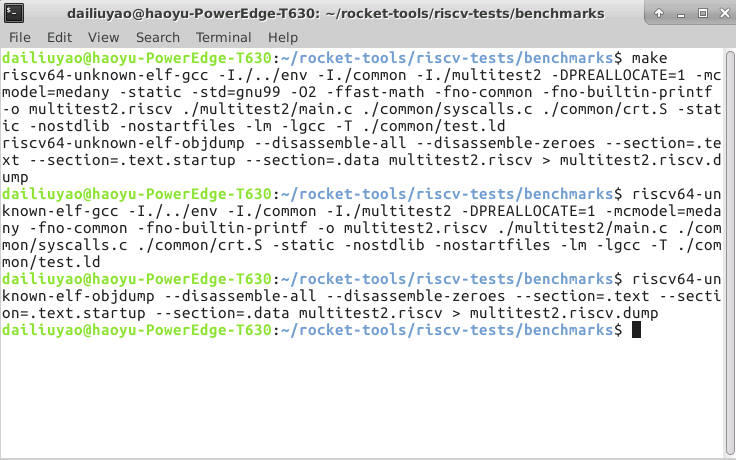 dailiuyao@haoyu-PowerEdge-T630: ~/rocket-tools/riscv-tests/benchmarks
File Edit View Search Terminal Help
dailiuyao@haoyu-PowerEdge-T630:~/rocket-tools/riscv-tests/benchmarks$ make
riscv64-unknown-elf-gcc -I./../env -I./common -I./multitest2 -DPREALLOCATE=1 -mc
model=medany -static -std=gnu99 -O2 -ffast-math -fno-common -fno-builtin-printf
-o multitest2.riscv ./multitest2/main.c ./common/syscalls.c ./common/crt.S -stat
ic -nostdlib -nostartfiles -lm -lgcc -T ./common/test.ld
riscv64-unknown-elf-objdump --disassemble-all --disassemble-zeroes --section=.te
xt --section=.text.startup --section=.data multitest2.riscv > multitest2.riscv.d
ump
dailiuyao@haoyu-PowerEdge-T630:~/rocket-tools/riscv-tests/benchmarks$ riscv64-un
known-elf-gcc -I./../env -I./common -I./multitest2 -DPREALLOCATE=1 -mcmodel=meda
ny -fno-common -fno-builtin-printf -o multitest2.riscv ./multitest2/main.c ./com
mon/syscalls.c ./common/crt.S -static -nostdlib -nostartfiles -lm -lgcc -T ./com
mon/test.ld
dailiuyao@haoyu-PowerEdge-T630:~/rocket-tools/riscv-tests/benchmarks$ riscv64-un
known-elf-objdump --disassemble-all --disassemble-zeroes --section=.text --secti
on=.text.startup --section=.data multitest2.riscv > multitest2.riscv.dump
dailiuyao@haoyu-PowerEdge-T630:~/rocket-tools/riscv-tests/benchmarks$